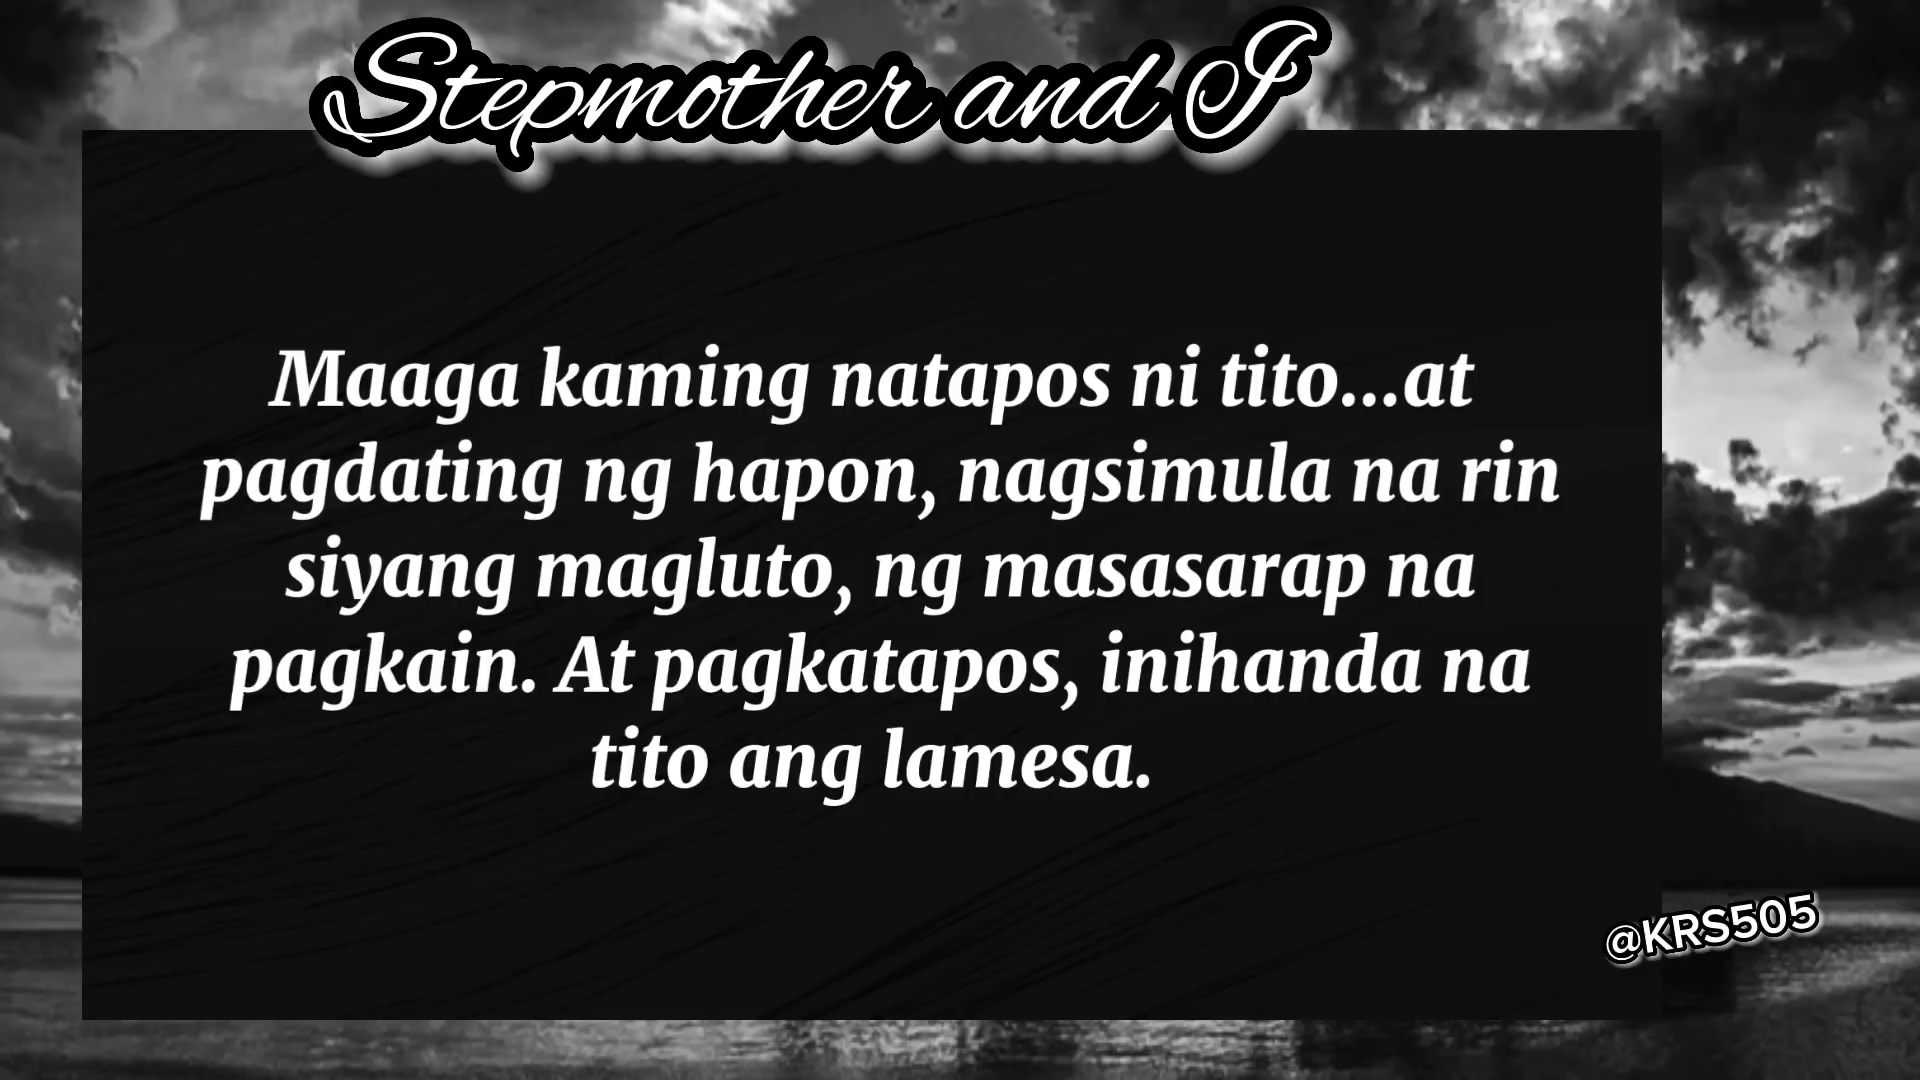 Stepmother and I
Maaga kaming natapos ni tito...at
pagdating ng hapon, nagsimula na rin
siyang magluto, ng masasarap na
pagkain. At pagkatapos, inihanda na
tito ang lamesa.
@KRS505